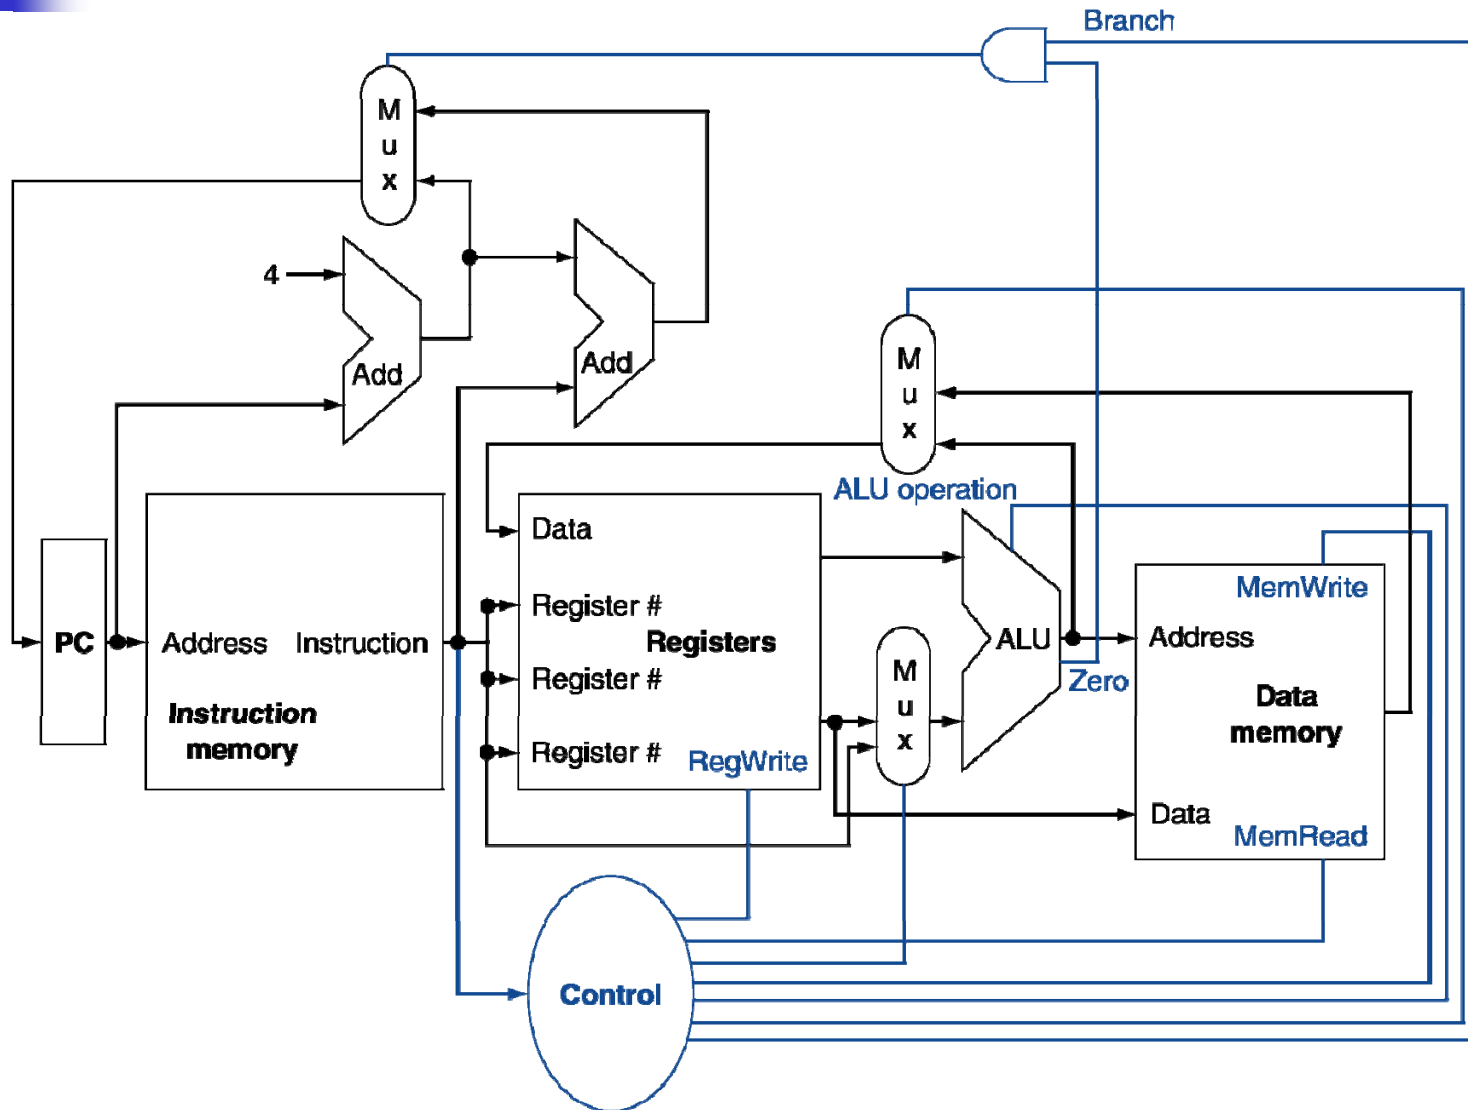 Branch
M
u
x
4
Add
Add
M
u
x
ALU operation
Data
Register #
Registers
Register #
Register #
RegWrite
PC
Address
Instruction
Instruction
memory
M
u
x
ALU
Zero
MemWrite
Address
Data
memory
Data
MemRead
Control